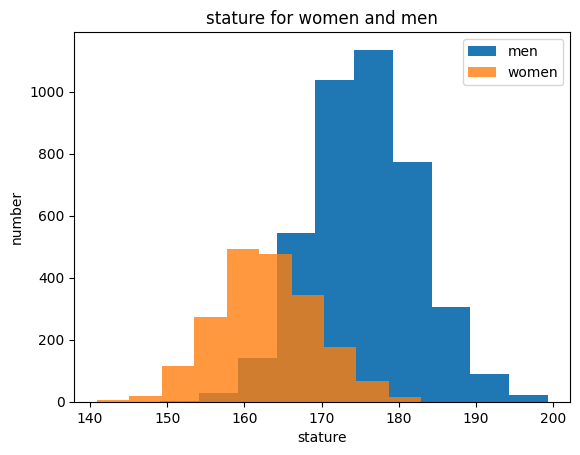 stature for women and men
men
women
number
1000
800
600
400
200
0
140 150 160 170 180 190 200
stature